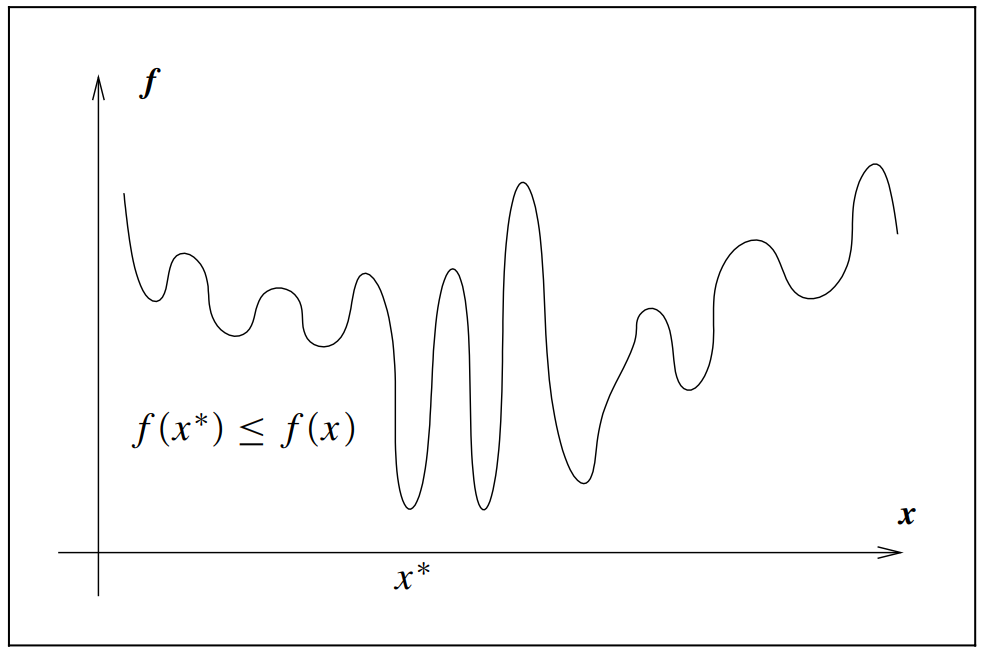 f
f(x*) ≤ f(x)
x
x*